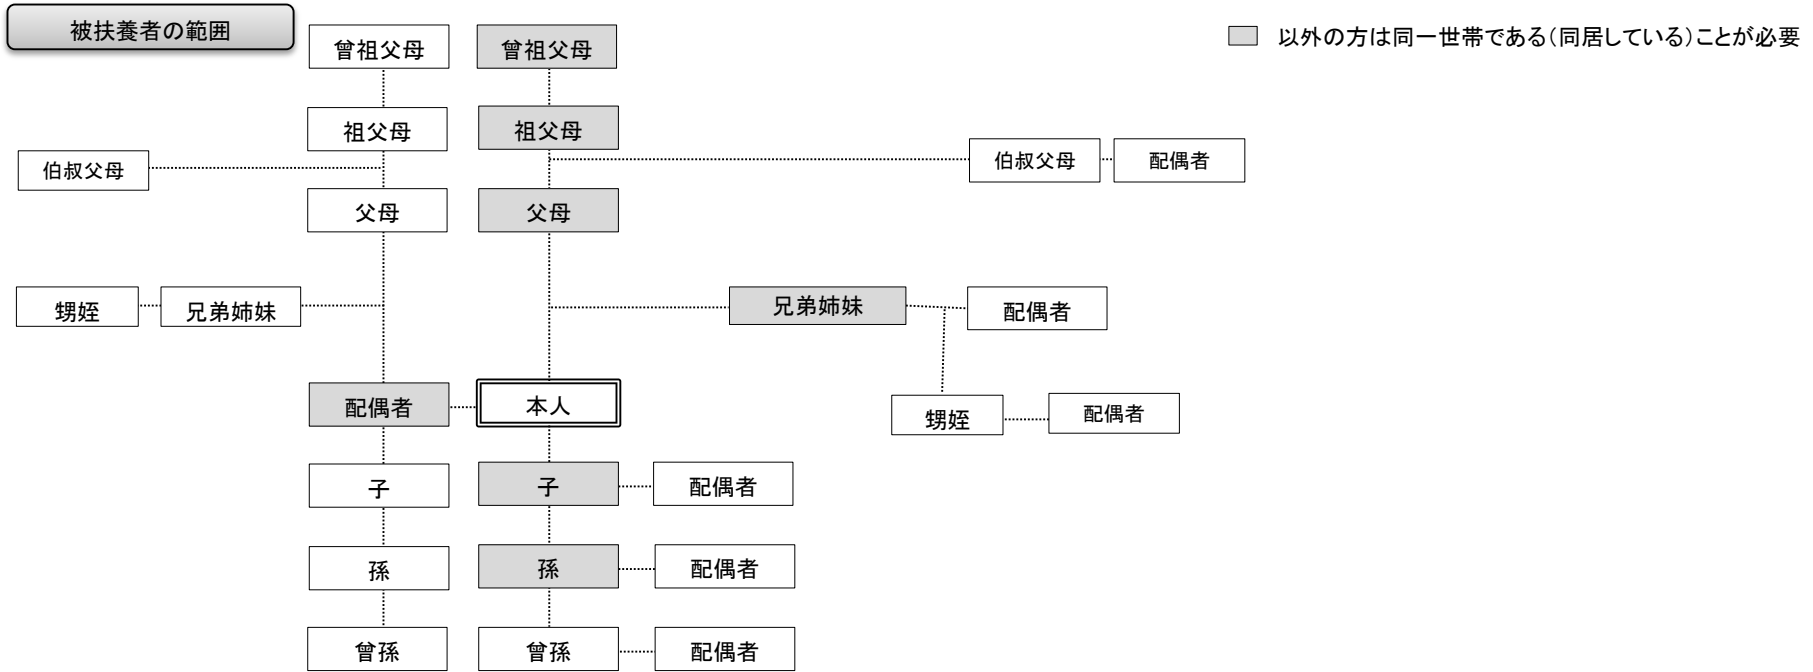 被扶養者の範囲
以外の方は同一世帯である(同居している)ことが必要
曾祖父母
曾祖父母
祖父母
祖父母
伯叔父母
伯叔父母
配偶者
父母
父母
甥姪
兄弟姉妹
兄弟姉妹
配偶者
配偶者
本人
甥姪
配偶者
子
子
配偶者
孫
孫
配偶者
曾孫
曾孫
配偶者